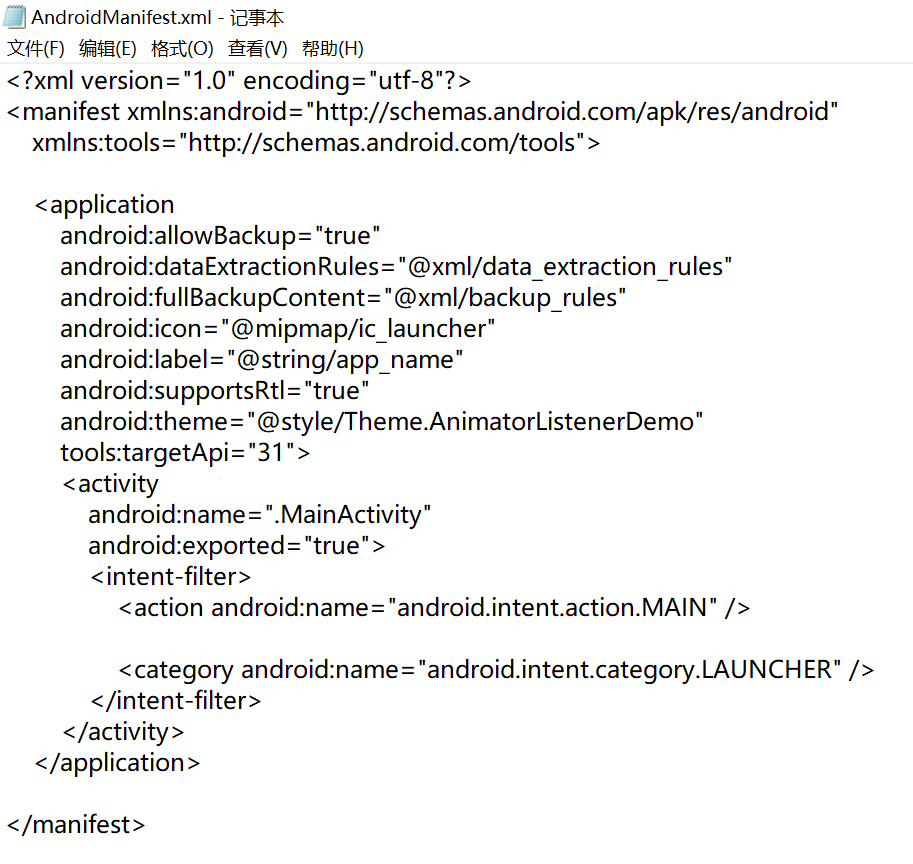 AndroidManifest.xml - 记事本
文件(F) 编辑(E) 格式(O) 查看(V) 帮助(H)
<?xml version="1.0" encoding="utf-8"?>
<manifest xmlns:android="http://schemas.android.com/apk/res/android"
    xmlns:tools="http://schemas.android.com/tools">

    <application
        android:allowBackup="true"
        android:dataExtractionRules="@xml/data_extraction_rules"
        android:fullBackupContent="@xml/backup_rules"
        android:icon="@mipmap/ic_launcher"
        android:label="@string/app_name"
        android:supportsRtl="true"
        android:theme="@style/Theme.AnimatorListenerDemo"
        tools:targetApi="31">
        <activity
            android:name=".MainActivity"
            android:exported="true">
            <intent-filter>
                <action android:name="android.intent.action.MAIN" />

                <category android:name="android.intent.category.LAUNCHER" />
            </intent-filter>
        </activity>
    </application>

</manifest>